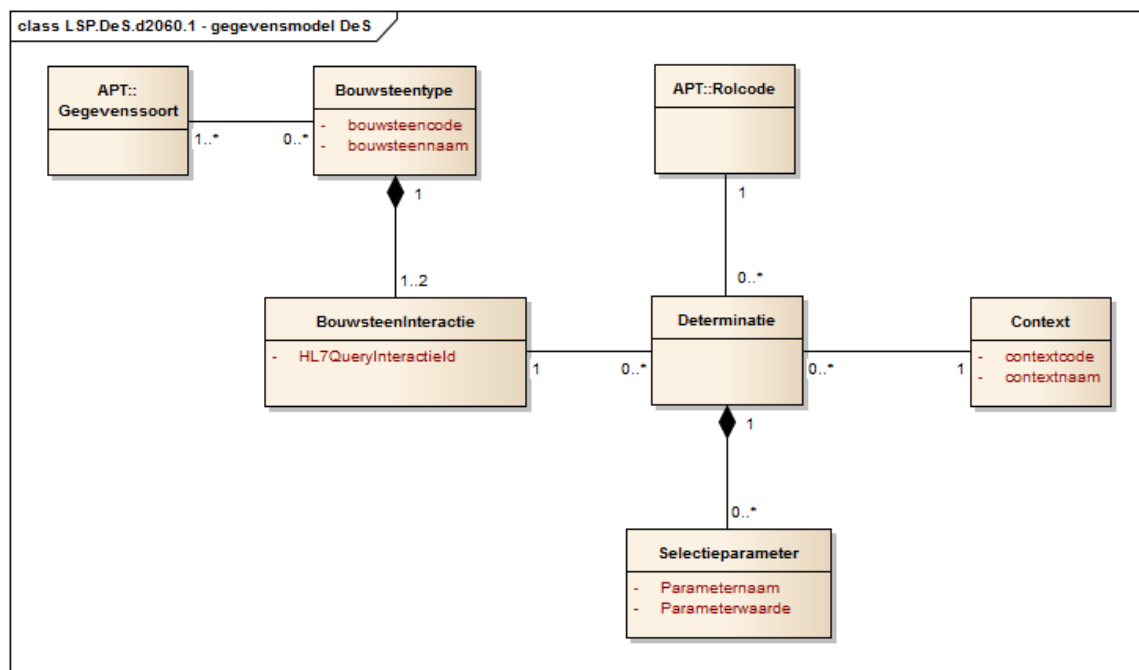 class LSP.DeS.d2060.1 - gegevensmodel DeS
APT::
Gegevenssoort
Bouwsteentype
- bouwsteencode
- bouwsteennaam
APT::Rolcode
1..*
0..*
1
1
1..2
0..*
BouwsteenInteractie
- HL7QueryInteractieId
Determinatie
Context
- contextcode
- contextnaam
1
0..*
0..*
1
1
0..*
Selectieparameter
- Parameternaam
- Parameterwaarde